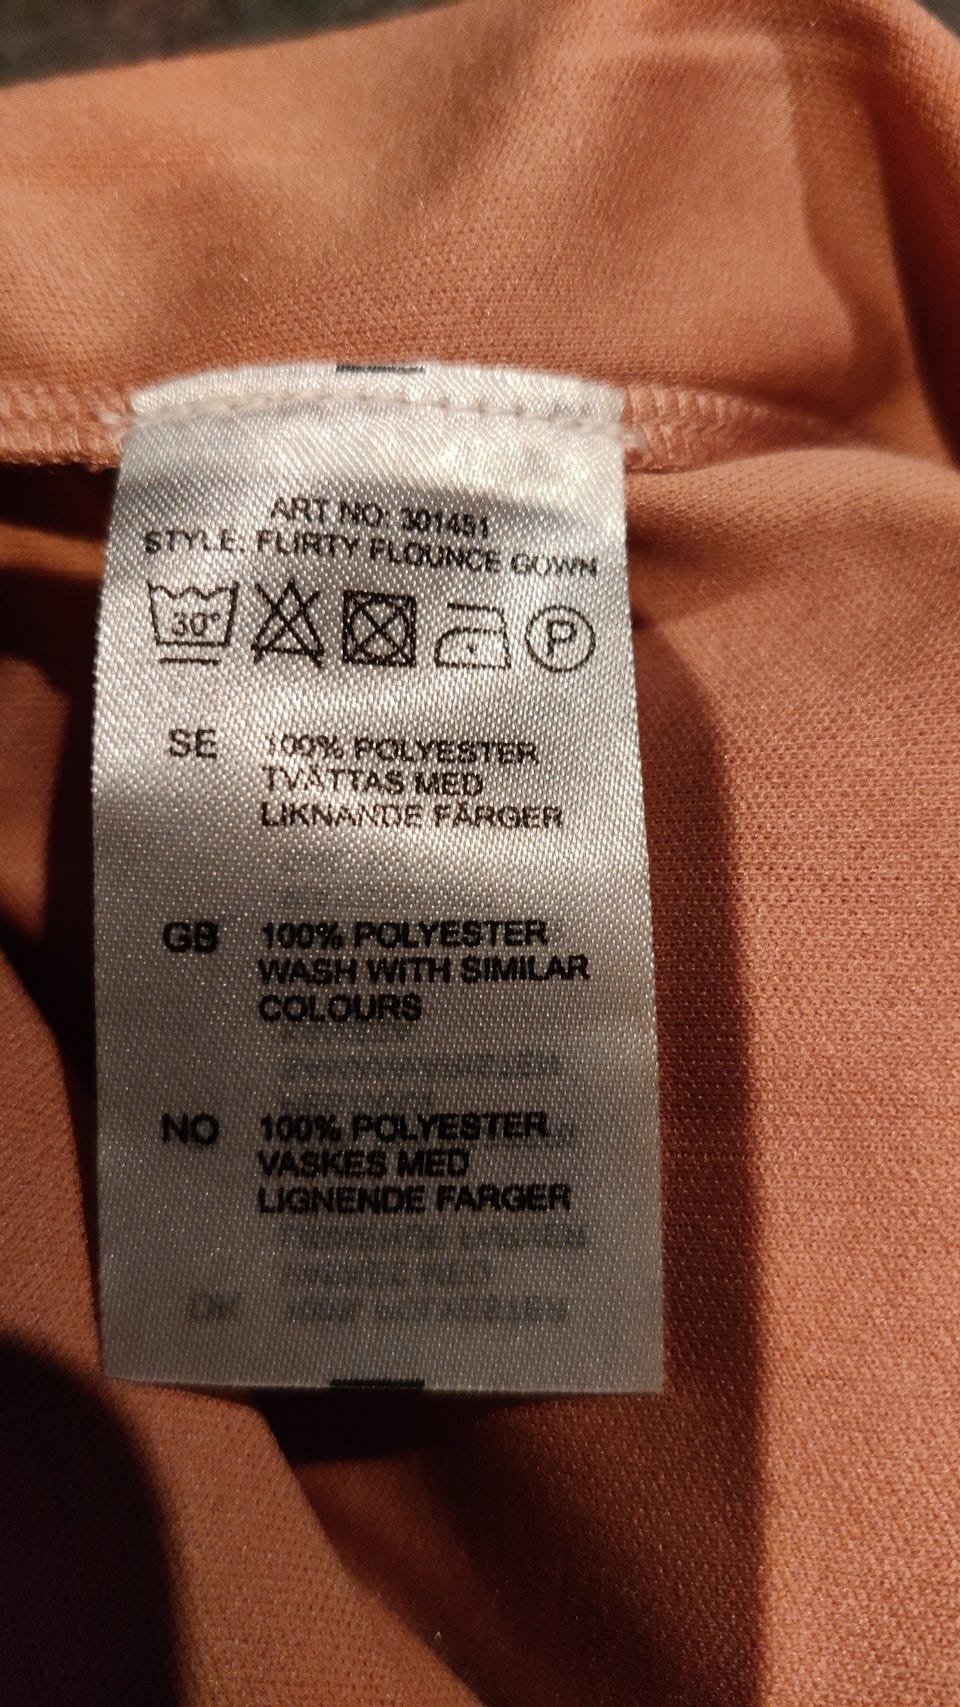 ART NO: 301451
STYLE: FLIRTY FLOUNCE GOWN
30° P
SE 100% POLYESTER
TVÄTTAS MED
LIKNANDE FÄRGER
GB 100% POLYESTER
WASH WITH SIMILAR
COLOURS
NO 100% POLYESTER
VASKES MED
LIGNENDE FARGER